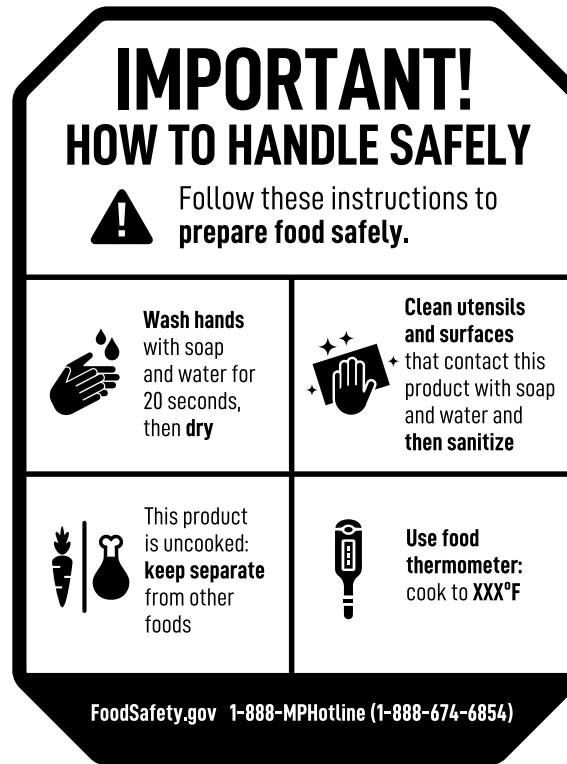 IMPORTANT!
HOW TO HANDLE SAFELY
Follow these instructions to
prepare food safely.
Wash hands
with soap
and water for
20 seconds,
then dry
Clean utensils
and surfaces
that contact this
product with soap
and water and
then sanitize
This product
is uncooked:
keep separate
from other
foods
Use food
thermometer:
cook to XXX°F
FoodSafety.gov 1-888-MPHotline (1-888-674-6854)